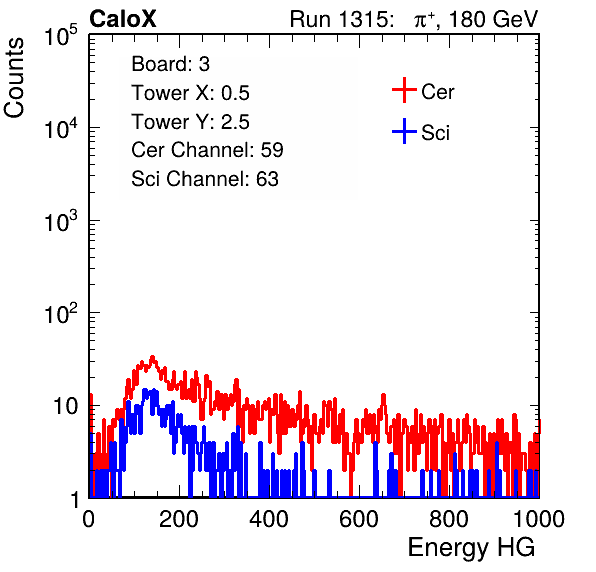 CaloX Run 1315: π⁺, 180 GeV
Counts
10⁵
10⁴
10³
10²
10
1
Board: 3
Tower X: 0.5
Tower Y: 2.5
Cer Channel: 59
Sci Channel: 63
Cer
Sci
0 200 400 600 800 1000
Energy HG